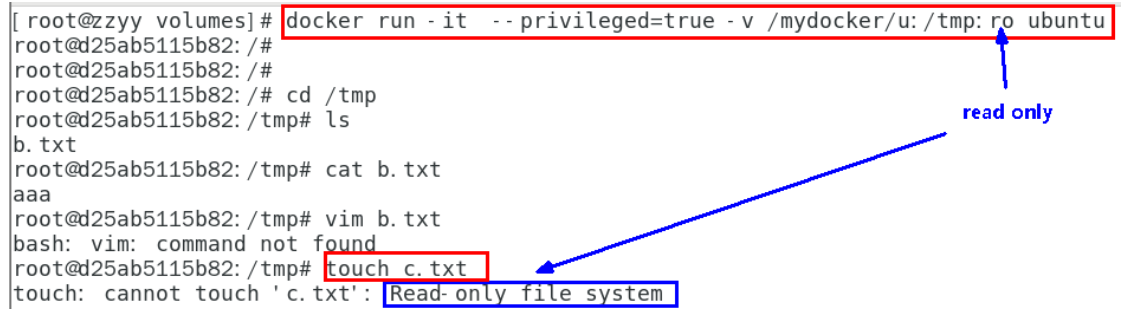 [root@zzyy volumes]# docker run -it --privileged=true -v /mydocker/u:/tmp:ro ubuntu
root@d25ab5115b82:/#
root@d25ab5115b82:/#
root@d25ab5115b82:/# cd /tmp
root@d25ab5115b82:/tmp# ls
read only
b.txt
root@d25ab5115b82:/tmp# cat b.txt
aaa
root@d25ab5115b82:/tmp# vim b.txt
bash: vim: command not found
root@d25ab5115b82:/tmp# touch c.txt
touch: cannot touch 'c.txt': Read-only file system